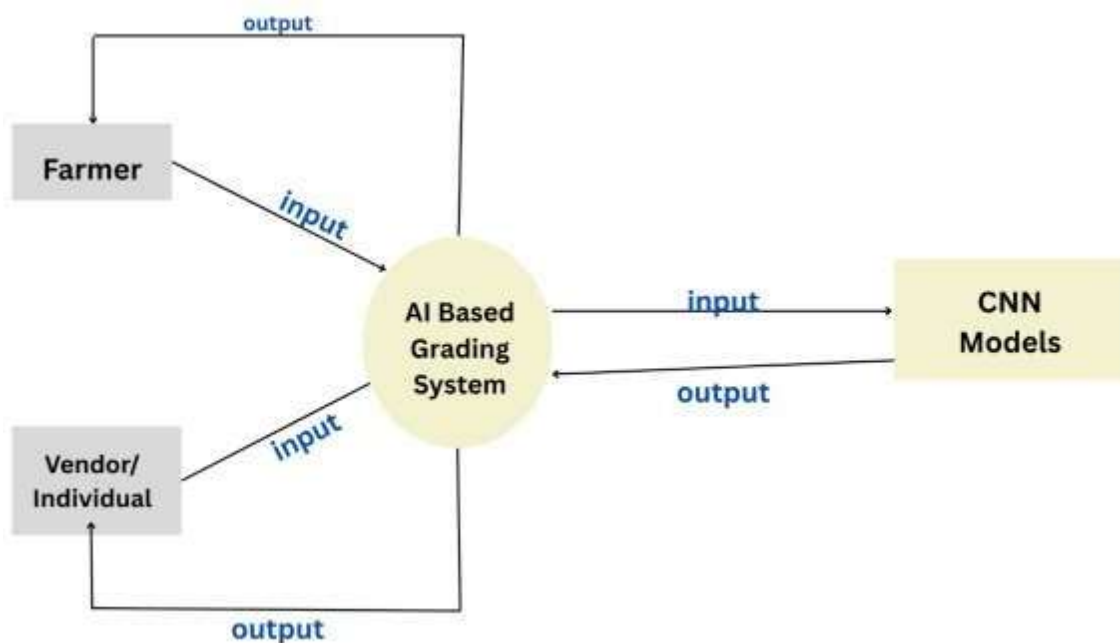 output
Farmer
input
AI Based
Grading
System
input
CNN
Models
output
input
Vendor/
Individual
output